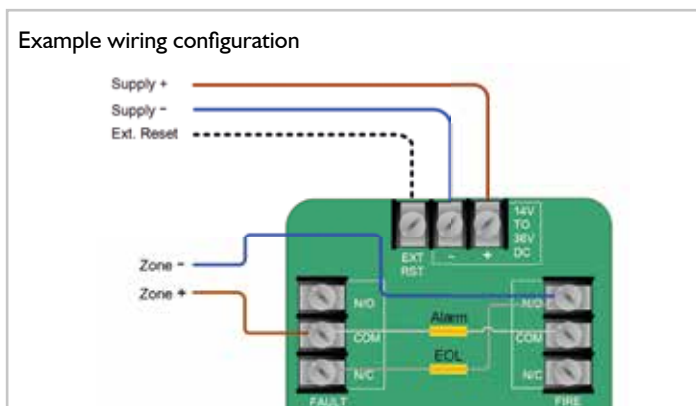 Example wiring configuration
Supply +
Supply -
Ext. Reset
14V
TO
36V
DC
EXT
RST
- +
Zone -
Zone +
N/O
N/O
Alarm
COM
COM
EOL
N/C
N/C
FAULT
FIRE